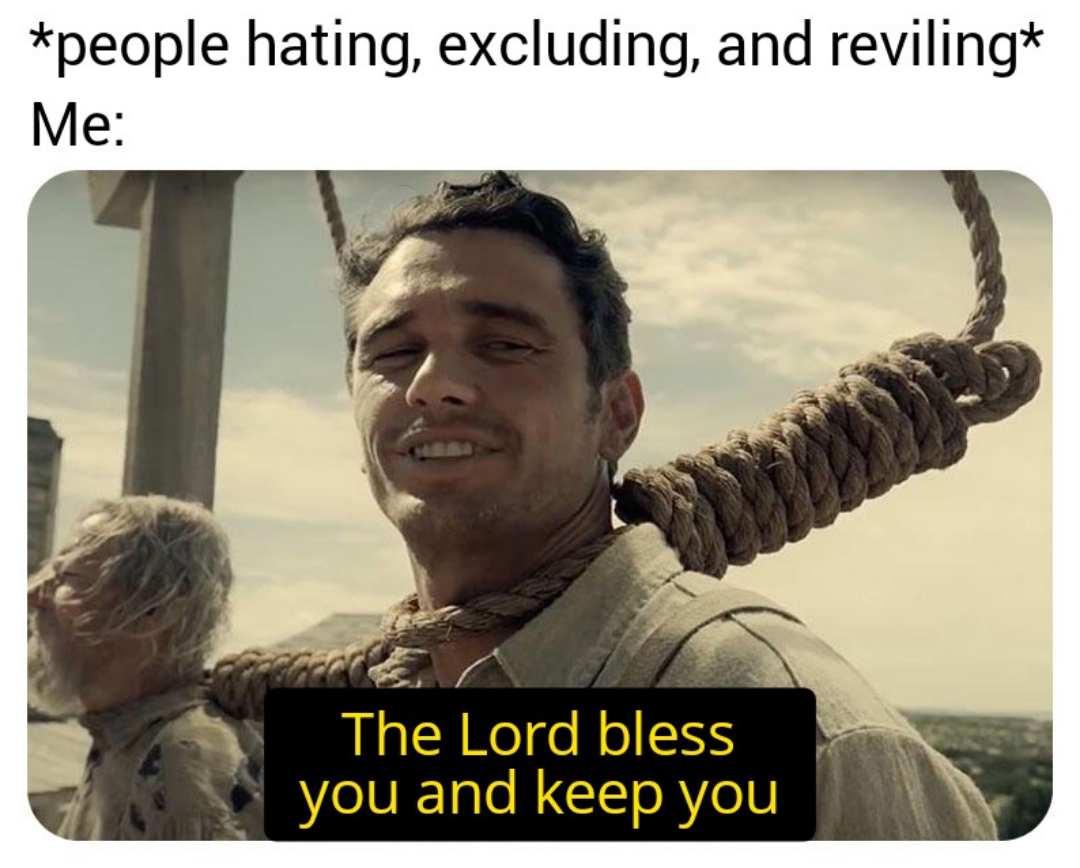 *people hating, excluding, and reviling*
Me:
The Lord bless
you and keep you